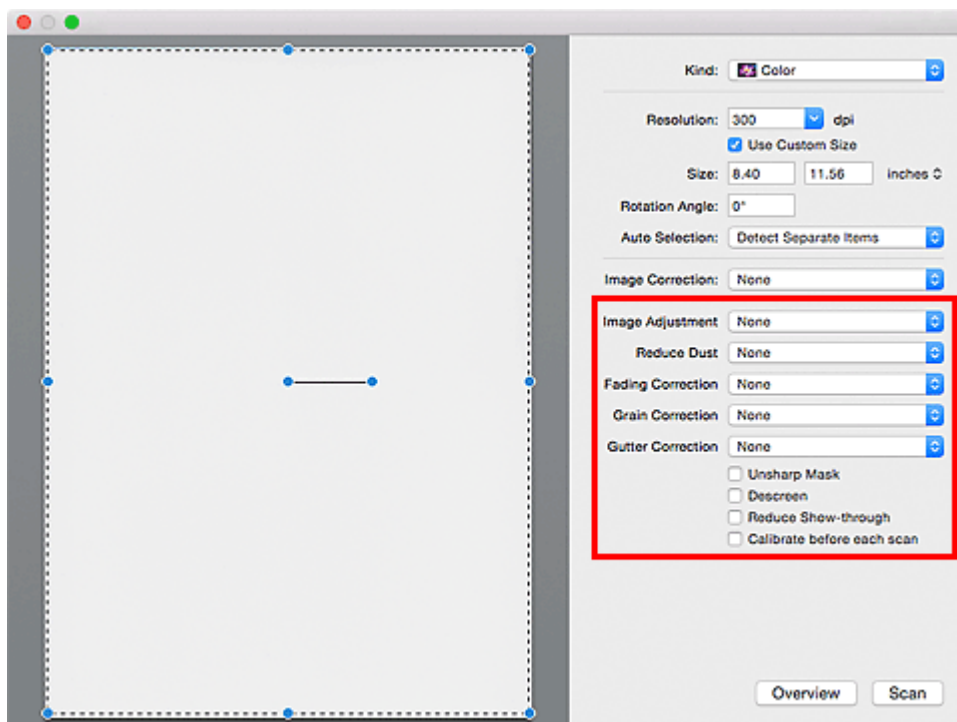 Kind: Color
Resolution: 300 dpi
Use Custom Size
Size: 8.40 11.56 inches
Rotation Angle: 0°
Auto Selection: Detect Separate Items
Image Correction: None
Image Adjustment None
Reduce Dust None
Fading Correction None
Grain Correction None
Gutter Correction None
Unsharp Mask
Descreen
Reduce Show-through
Calibrate before each scan
Overview Scan